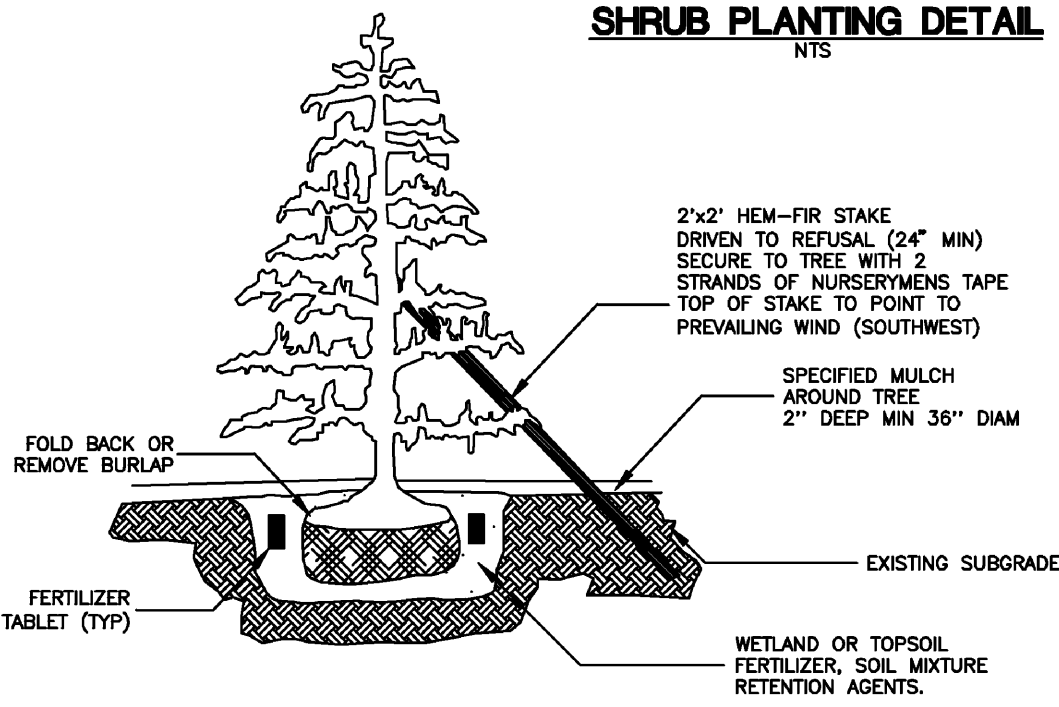 SHRUB PLANTING DETAIL
NTS
2'x2' HEM-FIR STAKE
DRIVEN TO REFUSAL (24" MIN)
SECURE TO TREE WITH 2
STRANDS OF NURSERYMENS TAPE
TOP OF STAKE TO POINT TO
PREVAILING WIND (SOUTHWEST)
SPECIFIED MULCH
AROUND TREE
2" DEEP MIN 36" DIAM
FOLD BACK OR
REMOVE BURLAP
EXISTING SUBGRADE
FERTILIZER
TABLET (TYP)
WETLAND OR TOPSOIL
FERTILIZER, SOIL MIXTURE
RETENTION AGENTS.